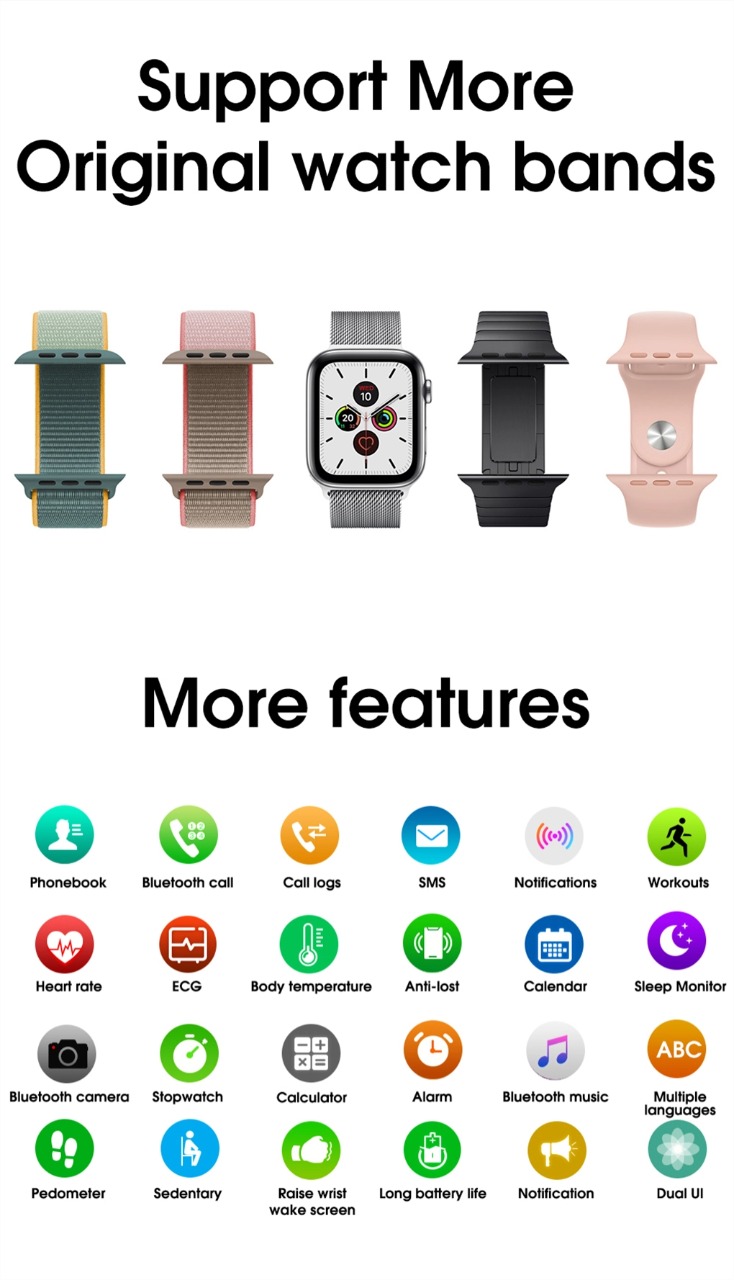 Support More
Original watch bands
WED
10
20
More features
Phonebook
Bluetooth call
Call logs
SMS
Notifications
Workouts
Heart rate
ECG
Body temperature
Anti-lost
Calendar
Sleep Monitor
ABC
Bluetooth camera
Stopwatch
Calculator
Alarm
Bluetooth music
Multiple
languages
Pedometer
Sedentary
Raise wrist
wake screen
Long battery life
Notification
Dual UI